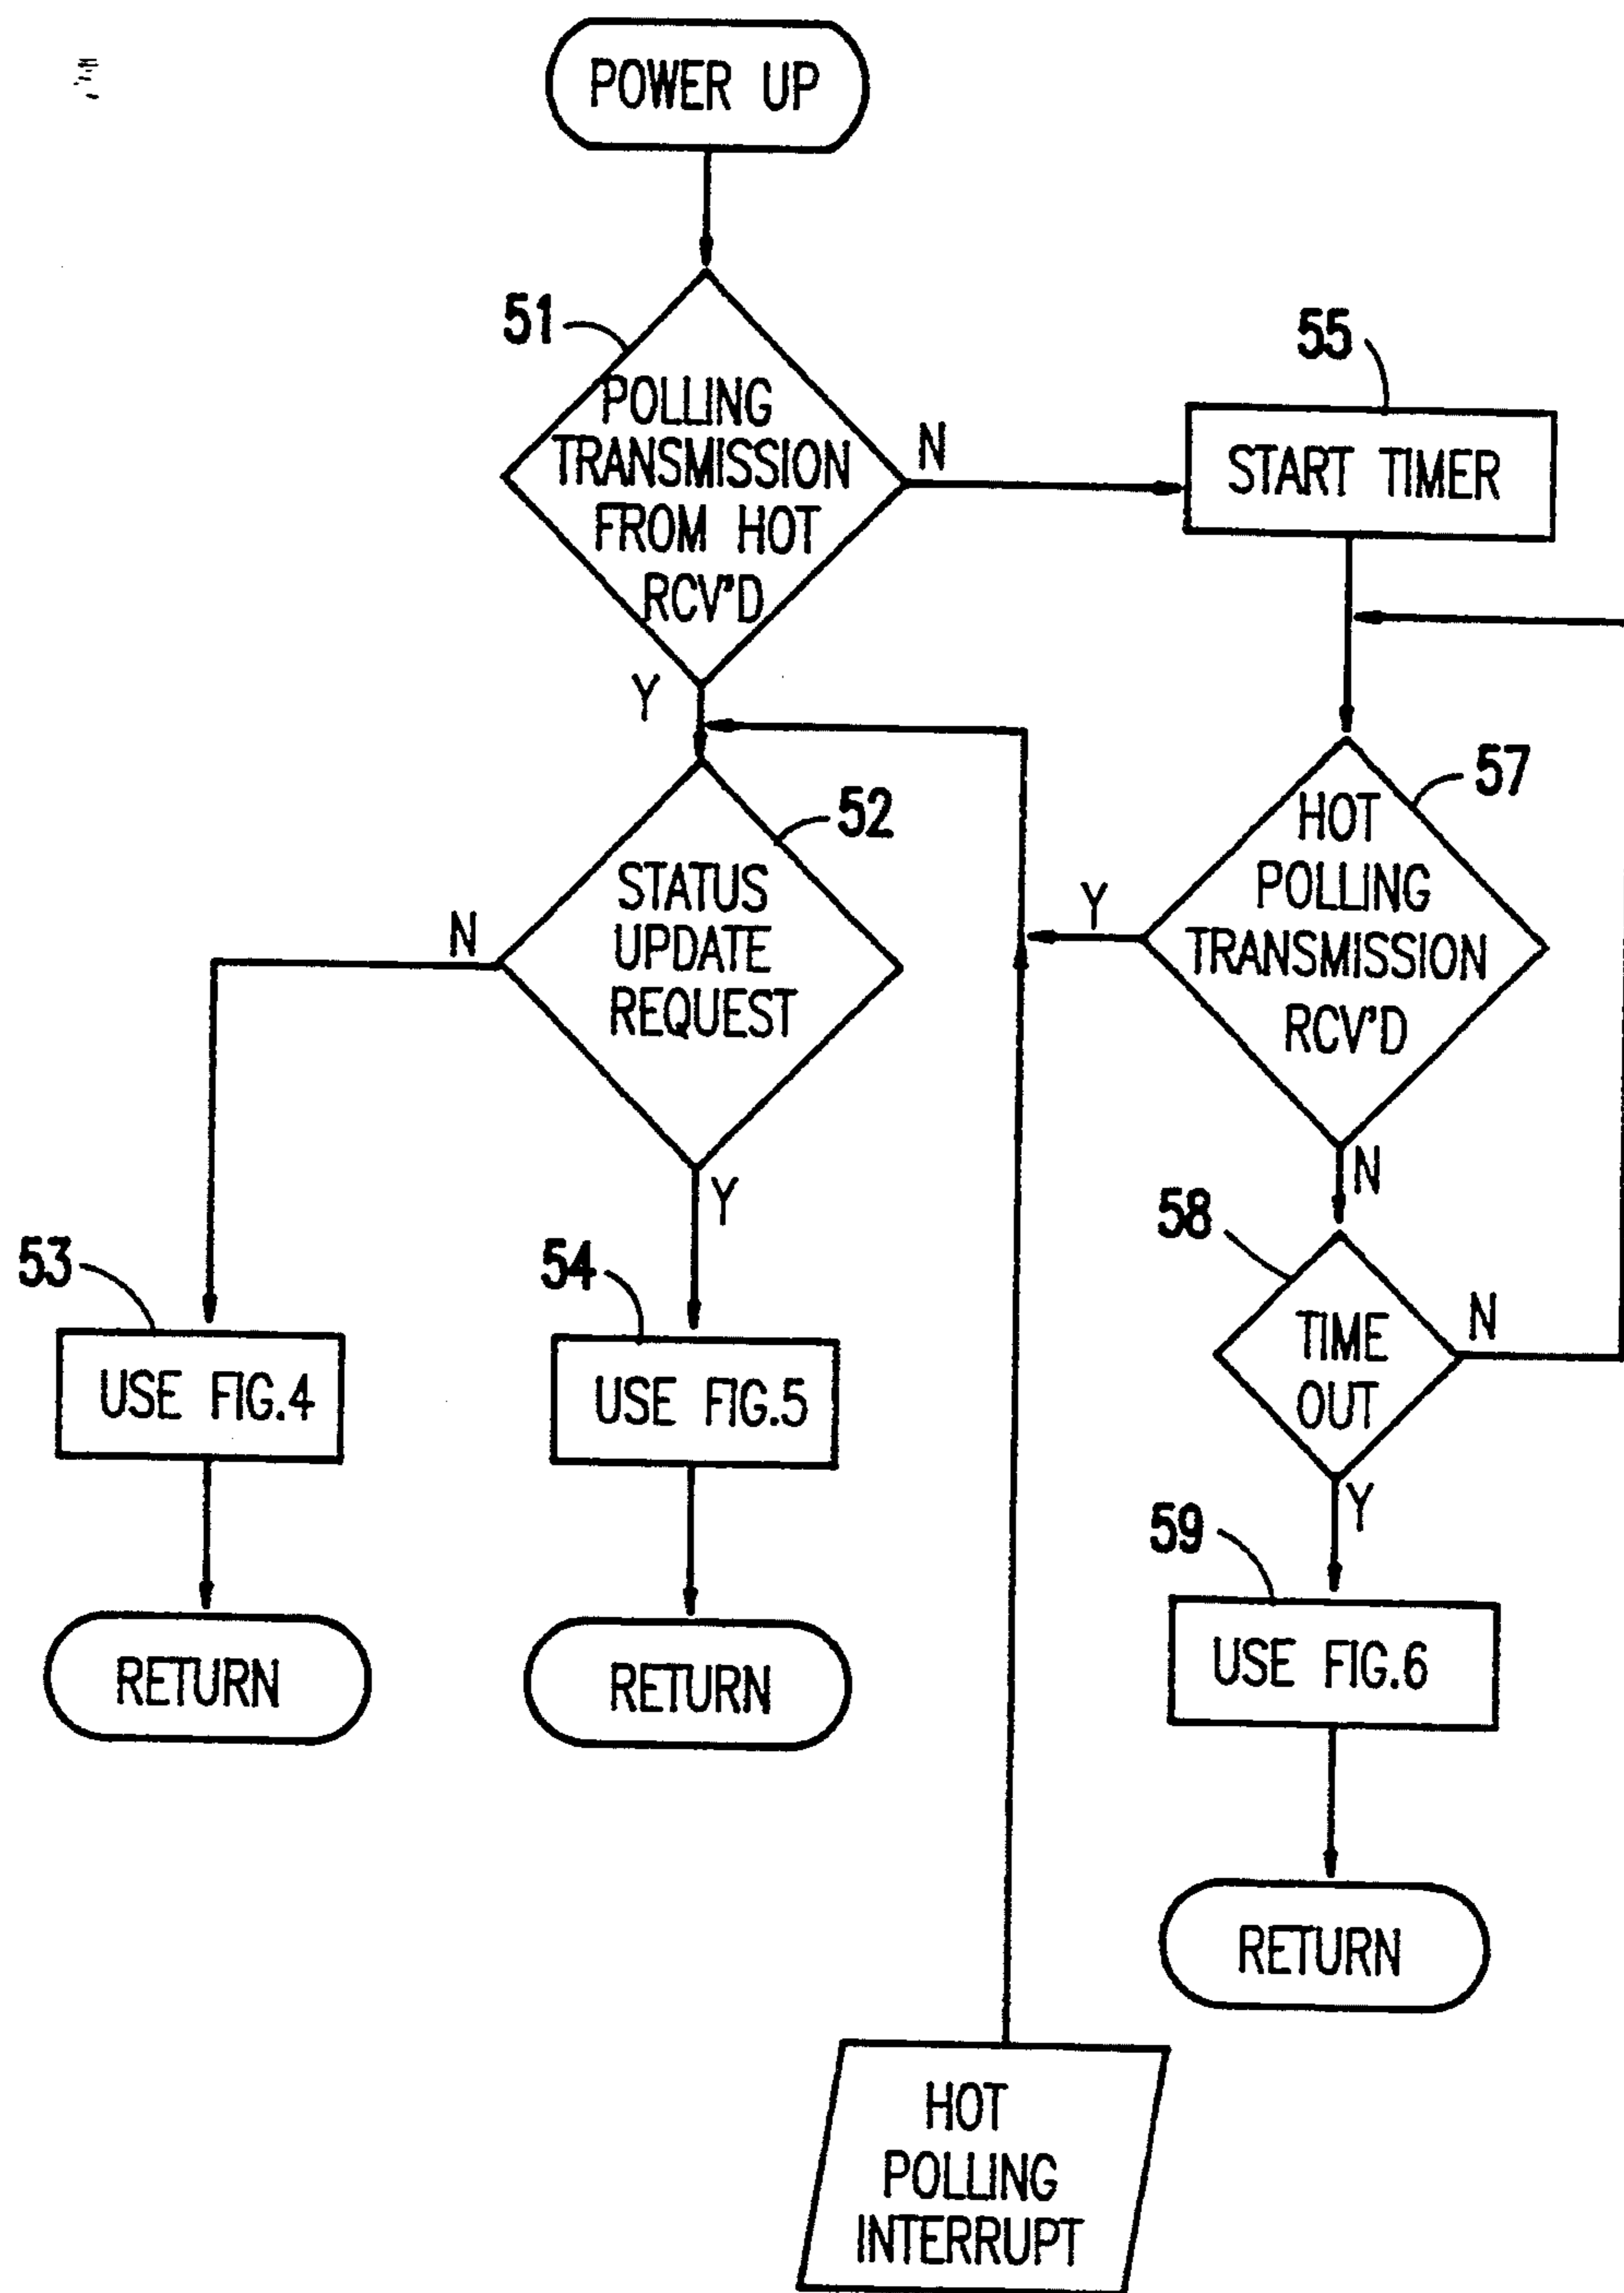 POWER UP
51
POLLING
TRANSMISSION
FROM HOT
RCV'D
N
Y
55
START TIMER
52
STATUS
UPDATE
REQUEST
N
Y
57
HOT
POLLING
TRANSMISSION
RCV'D
Y
N
58
TIME
OUT
N
Y
53
USE FIG.4
RETURN
54
USE FIG.5
RETURN
59
USE FIG.6
RETURN
HOT
POLLING
INTERRUPT